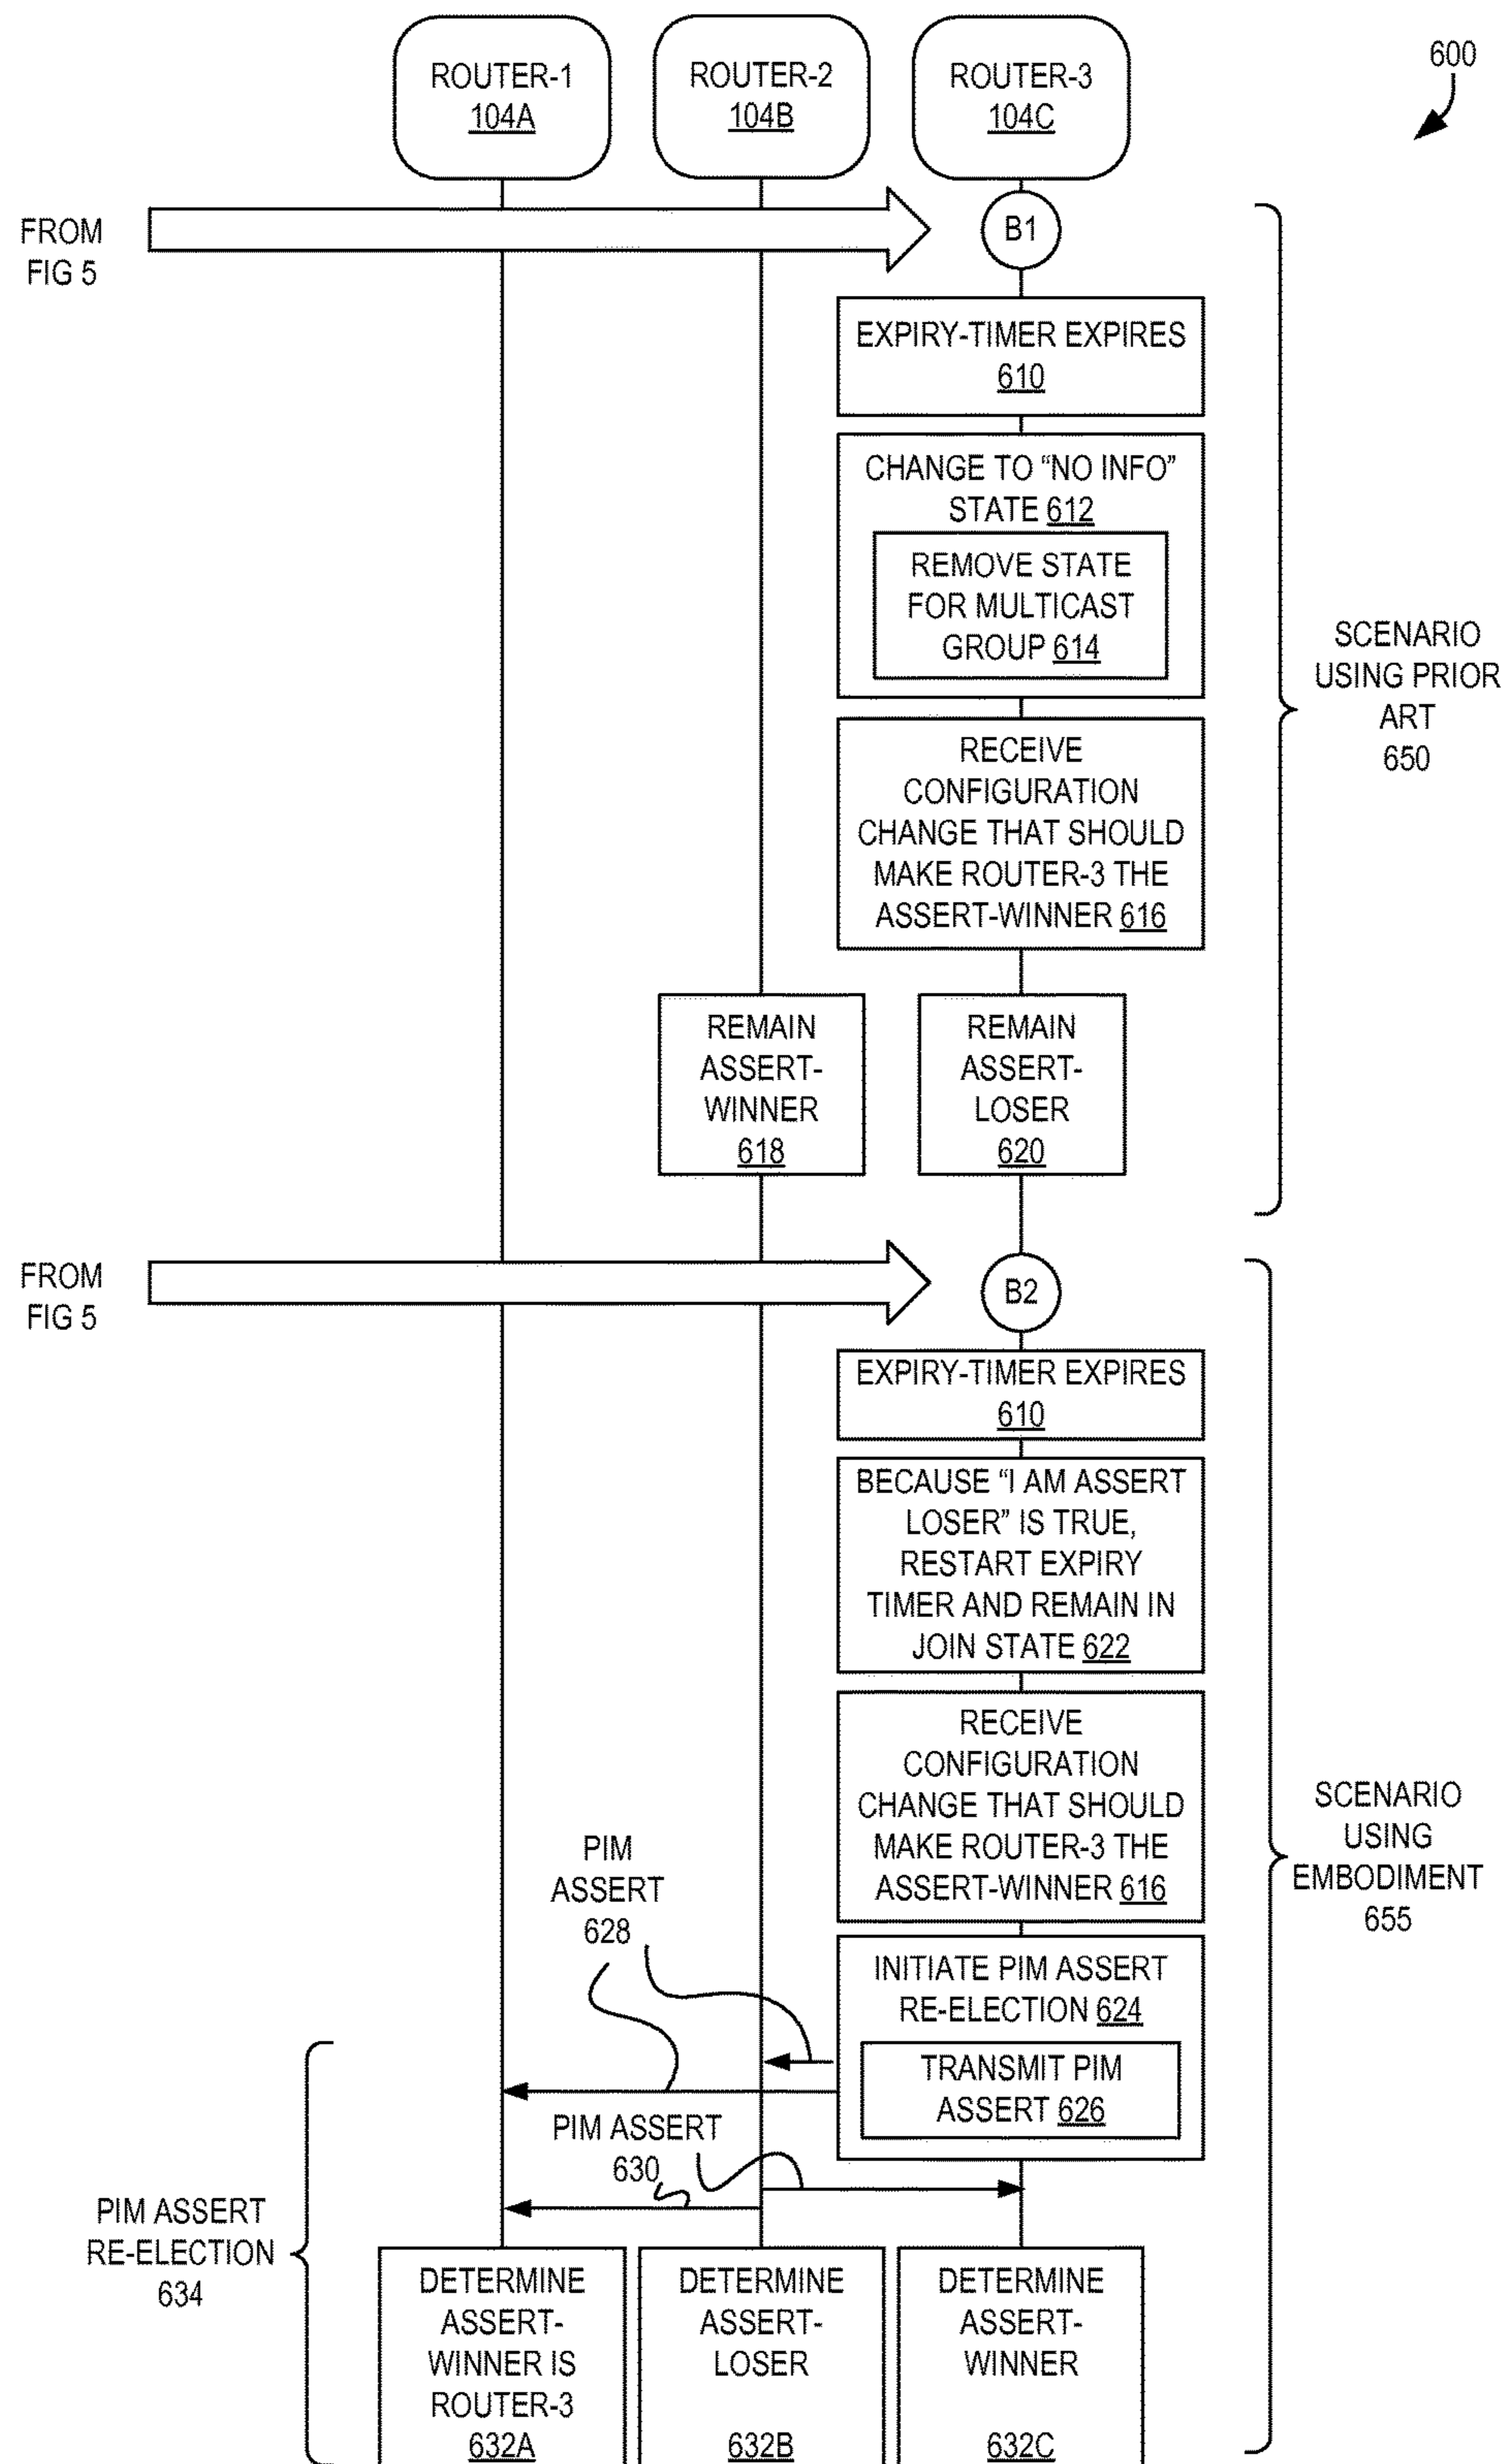 600
ROUTER-1
104A
ROUTER-2
104B
ROUTER-3
104C
FROM
FIG 5
B1
EXPIRY-TIMER EXPIRES
610
CHANGE TO “NO INFO”
STATE 612
REMOVE STATE
FOR MULTICAST
GROUP 614
RECEIVE
CONFIGURATION
CHANGE THAT SHOULD
MAKE ROUTER-3 THE
ASSERT-WINNER 616
REMAIN
ASSERT-
WINNER
618
REMAIN
ASSERT-
LOSER
620
SCENARIO
USING PRIOR
ART
650
FROM
FIG 5
B2
EXPIRY-TIMER EXPIRES
610
BECAUSE “I AM ASSERT
LOSER” IS TRUE,
RESTART EXPIRY
TIMER AND REMAIN IN
JOIN STATE 622
RECEIVE
CONFIGURATION
CHANGE THAT SHOULD
MAKE ROUTER-3 THE
ASSERT-WINNER 616
SCENARIO
USING
EMBODIMENT
655
PIM
ASSERT
628
INITIATE PIM ASSERT
RE-ELECTION 624
TRANSMIT PIM
ASSERT 626
PIM ASSERT
630
PIM ASSERT
RE-ELECTION
634
DETERMINE
ASSERT-
WINNER IS
ROUTER-3
632A
DETERMINE
ASSERT-
LOSER
632B
DETERMINE
ASSERT-
WINNER
632C